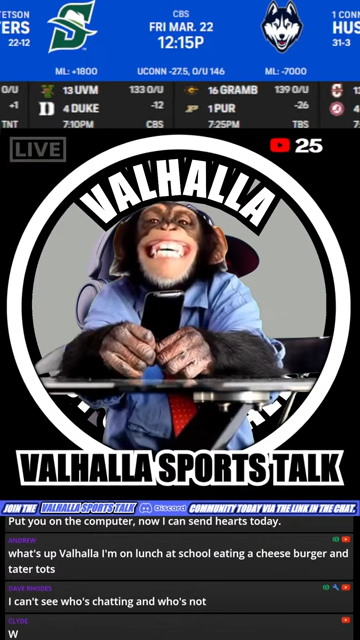 TETSON
CBS
1 CONN
ERS
FRI MAR. 22
HUS
22-12
12:15P
31-3
ML: +1800
UCONN -27.5, O/U 146
ML: -7000
O/U
13 UVM
133 O/U
16 GRAMB
139 O/U
+1
4 DUKE
-12
1 PUR
-26
TNT
7:10PM
CBS
7:25PM
TBS
LIVE
25
VALHALLA
VALHALLA SPORTS TALK
JOIN THE VALHALLA SPORTS TALK Discord COMMUNITY TODAY VIA THE LINK IN THE CHAT.
Put you on the computer, now I can send hearts today.
ANDREW
what's up Valhalla I'm on lunch at school eating a cheese burger and
tater tots
DAVE RHODES
I can't see who's chatting and who's not
CLYDE
W